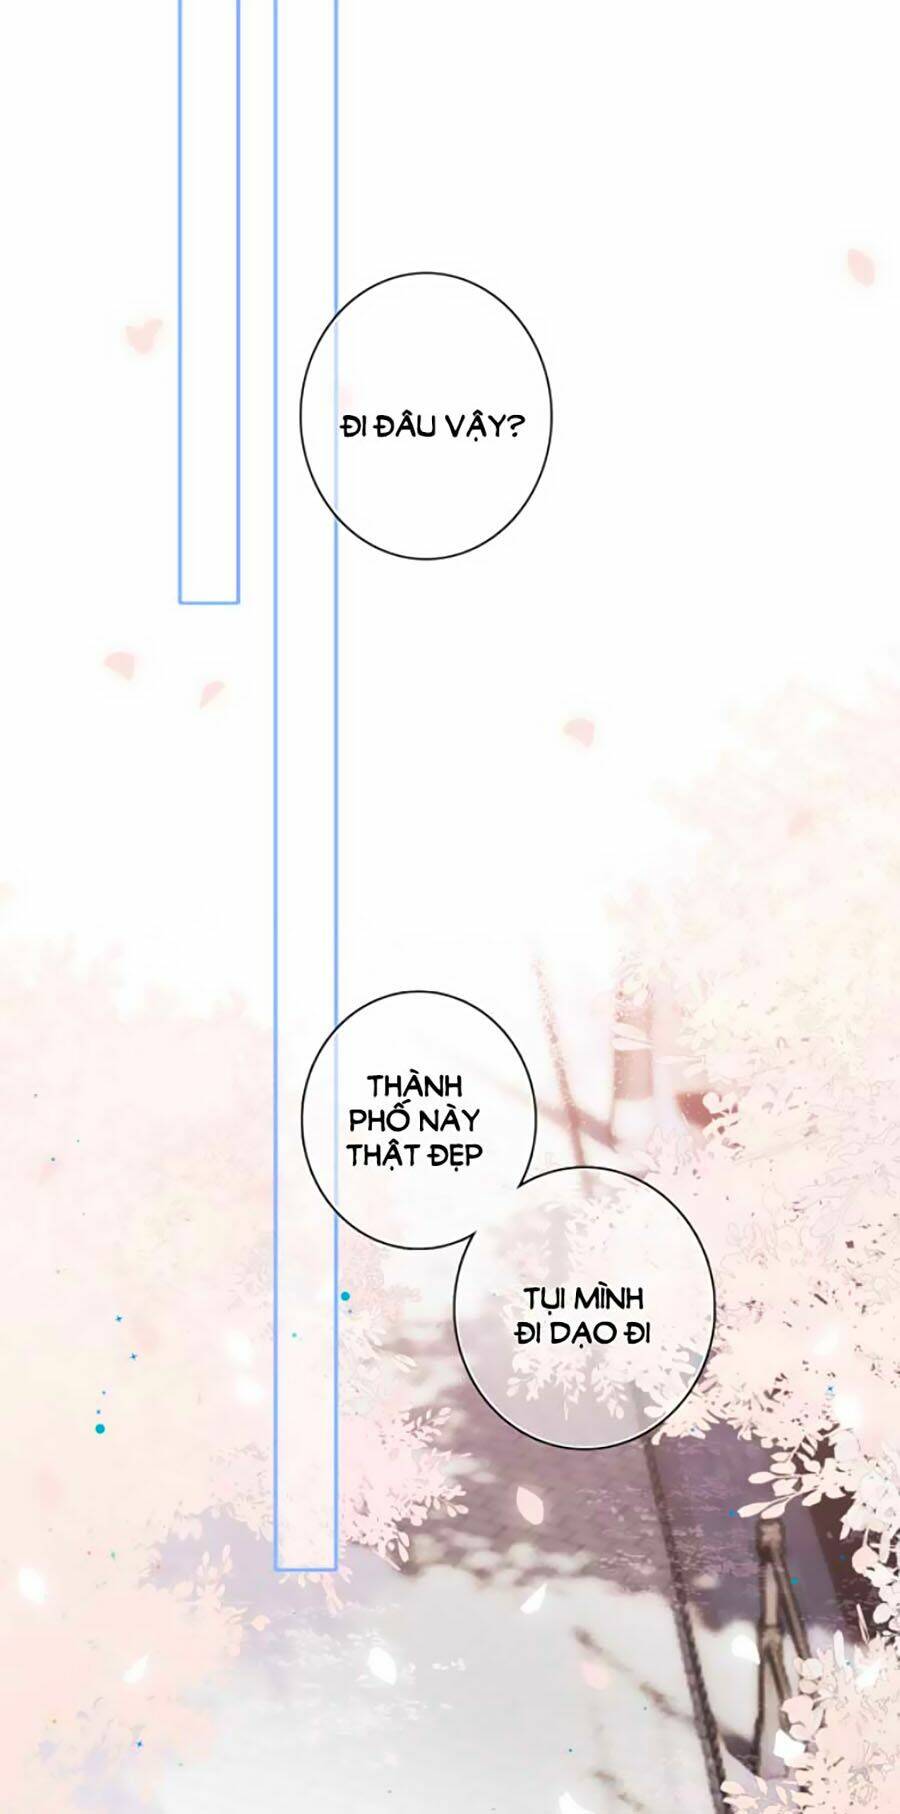 ĐI ĐÂU VẬY?
THÀNH
PHỐ NÀY
THẬT ĐẸP
TỤI MÌNH
ĐI DẠO ĐI